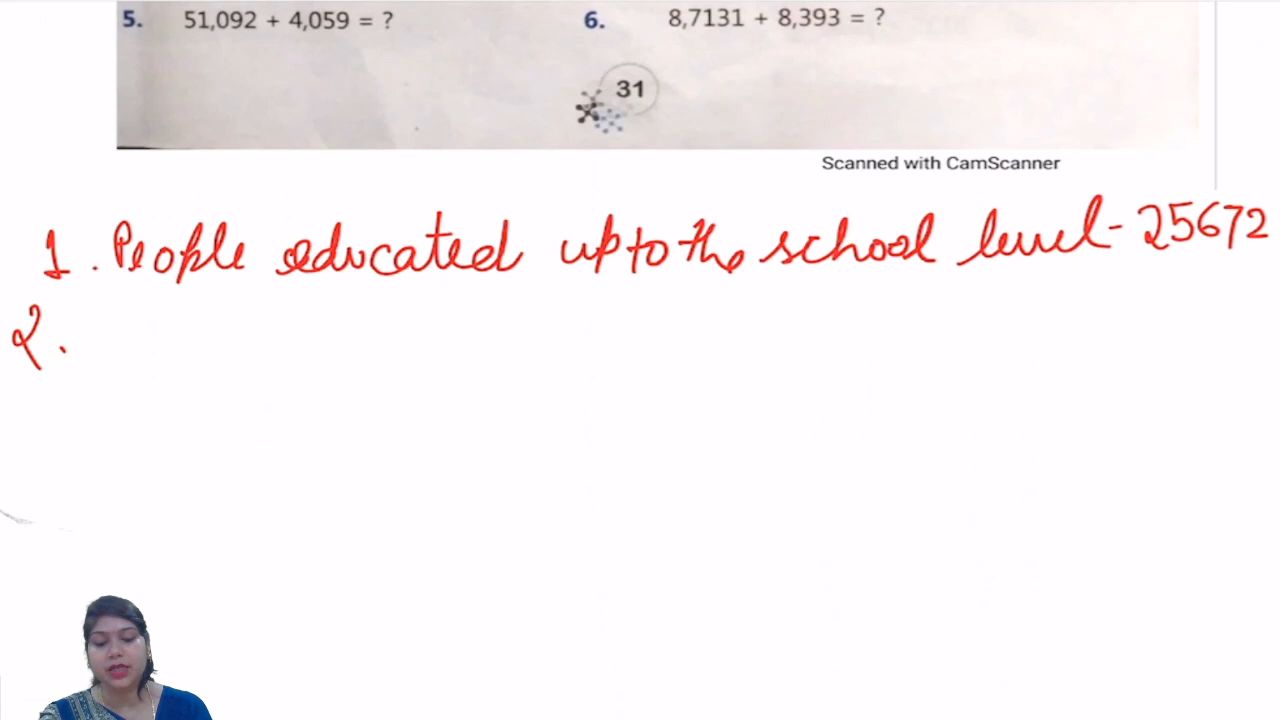 5. 51,092 + 4,059 = ? 6. 8,7131 + 8,393 = ?
31
Scanned with CamScanner
1. People educated upto the school level - 25672
2.